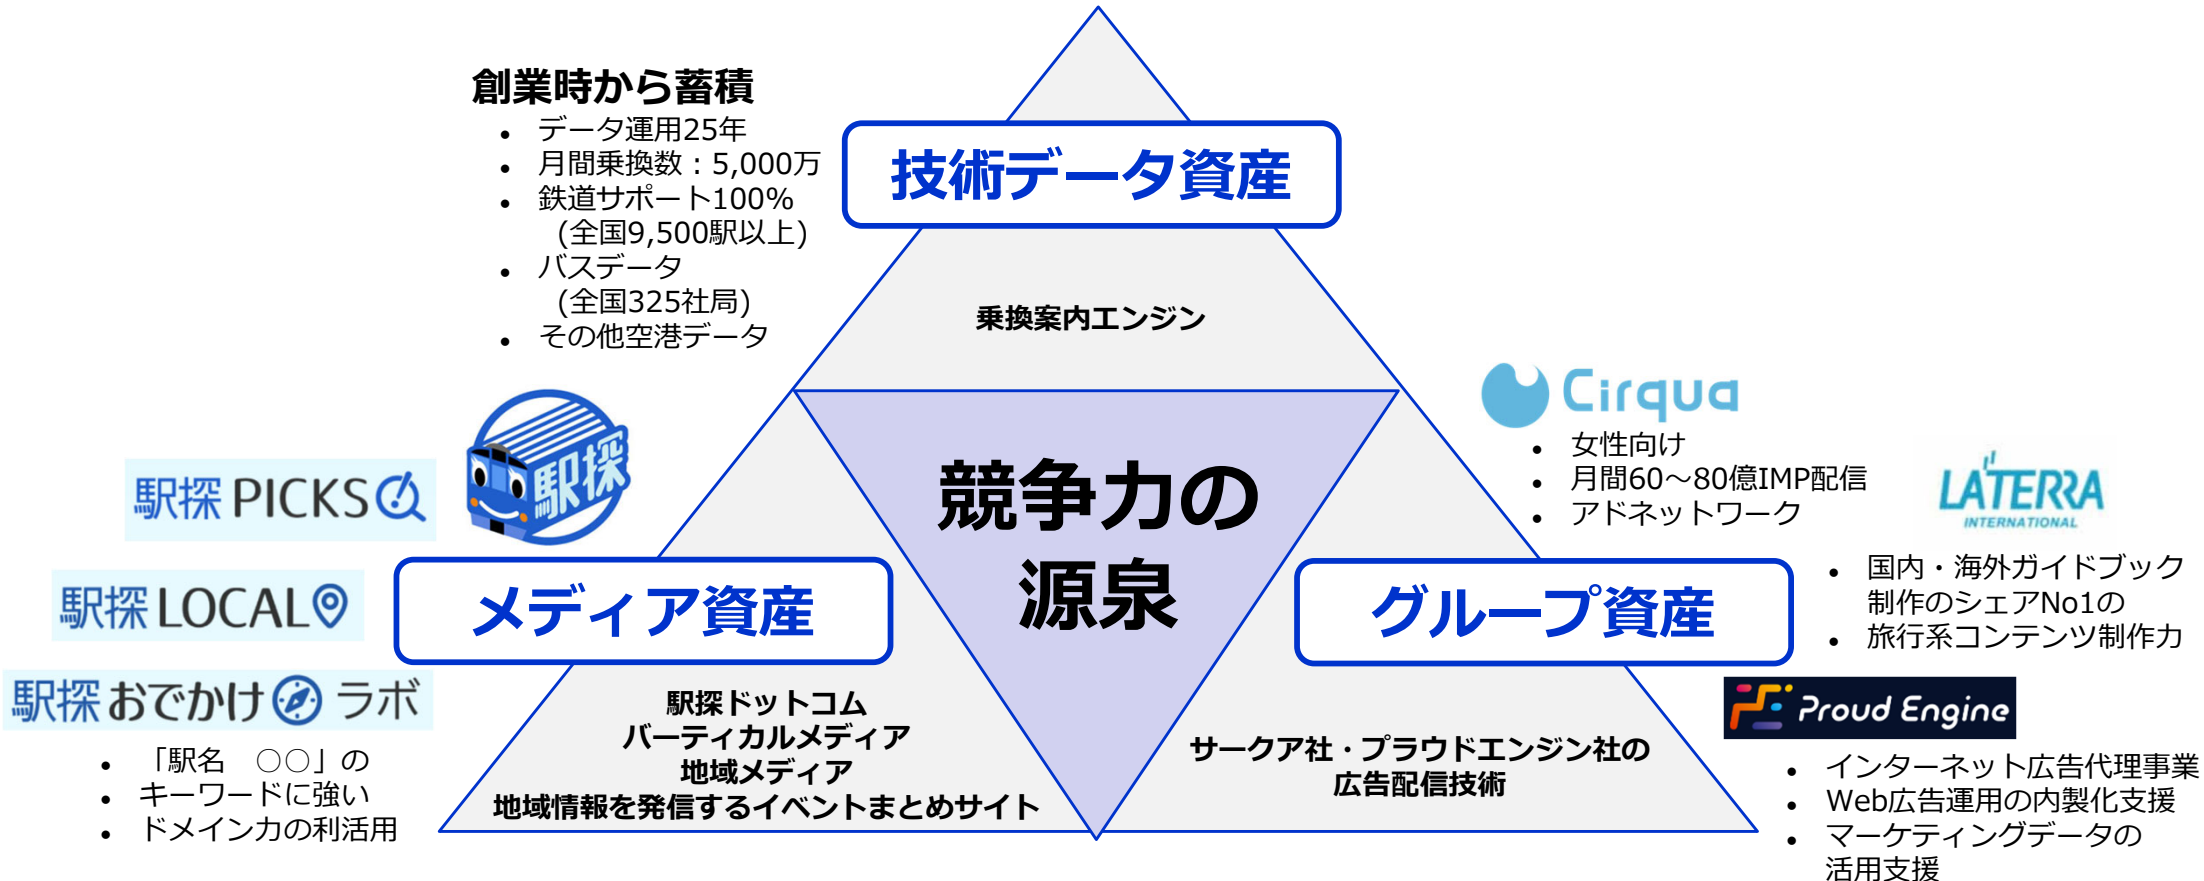 創業時から蓄積
• データ運用25年
• 月間乗換数：5,000万
• 鉄道サポート100%
(全国9,500駅以上)
• バスデータ
(全国325社局)
• その他空港データ
技術データ資産
乗換案内エンジン
競争力の
源泉
駅探
駅探 PICKS
駅探 LOCAL
駅探 おでかけ ラボ
• 「駅名　○○」の
• キーワードに強い
• ドメイン力の利活用
メディア資産
駅探ドットコム
バーティカルメディア
地域メディア
地域情報を発信するイベントまとめサイト
Cirqua
• 女性向け
• 月間60～80億IMP配信
• アドネットワーク
LATERRA
INTERNATIONAL
• 国内・海外ガイドブック
制作のシェアNo1の
• 旅行系コンテンツ制作力
グループ資産
サークア社・プラウドエンジン社の
広告配信技術
Proud Engine
• インターネット広告代理事業
• Web広告運用の内製化支援
• マーケティングデータの
活用支援